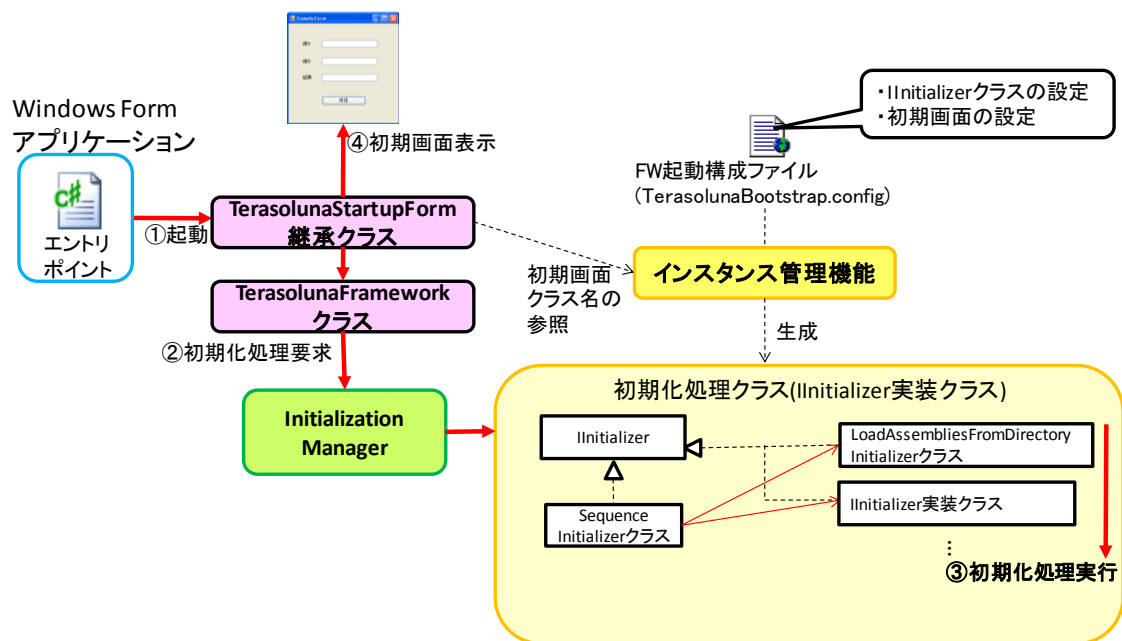 SampleForm
Windows Form
アプリケーション
エントリ
ポイント
①起動
④初期画面表示
TerasolunaStartupForm
継承クラス
TerasolunaFramework
クラス
②初期化処理要求
Initialization
Manager
・IInitializerクラスの設定
・初期画面の設定
FW起動構成ファイル
(TerasolunaBootstrap.config)
初期画面
クラス名の
参照
インスタンス管理機能
生成
初期化処理クラス(IInitializer実装クラス)
IInitializer
Sequence
Initializerクラス
LoadAssembliesFromDirectory
Initializerクラス
IInitializer実装クラス
…
③初期化処理実行